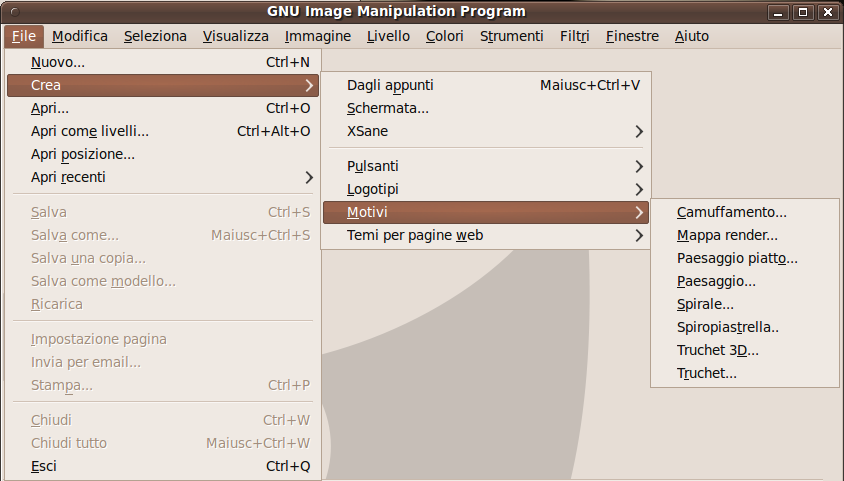 GNU Image Manipulation Program
File Modifica Seleziona Visualizza Immagine Livello Colori Strumenti Filtri Finestre Aiuto
Nuovo... Ctrl+N
Crea
Apri... Ctrl+O
Apri come livelli... Ctrl+Alt+O
Apri posizione...
Apri recenti
Salva Ctrl+S
Salva come... Maiusc+Ctrl+S
Salva una copia...
Salva come modello...
Ricarica
Impostazione pagina
Invia per email...
Stampa... Ctrl+P
Chiudi Ctrl+W
Chiudi tutto Maiusc+Ctrl+W
Esci Ctrl+Q
Dagli appunti Maiusc+Ctrl+V
Schermata...
XSane
Pulsanti
Logotipi
Motivi
Temi per pagine web
Camuffamento...
Mappa render...
Paesaggio piatto...
Paesaggio...
Spirale...
Spiropiastrella..
Truchet 3D...
Truchet...